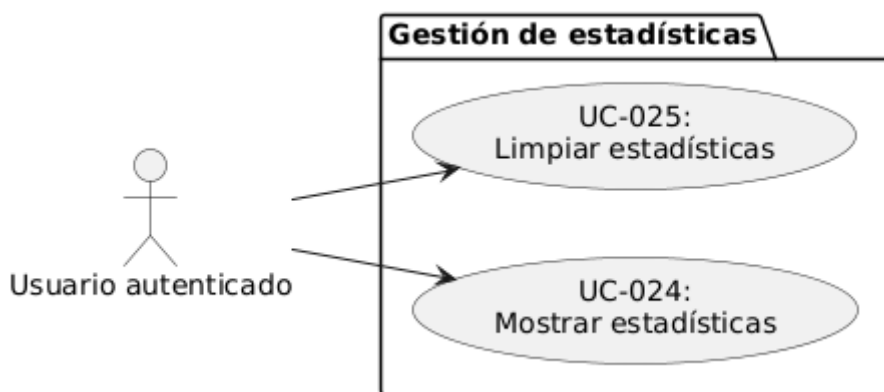 Gestión de estadísticas
UC-025:
Limpiar estadísticas
Usuario autenticado
UC-024:
Mostrar estadísticas